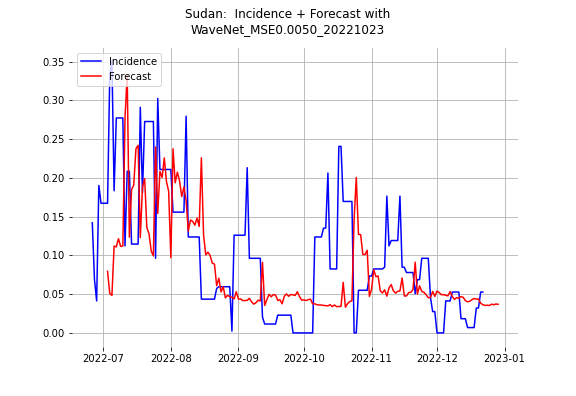 Sudan:  Incidence + Forecast with
WaveNet_MSE0.0050_20221023
Incidence
Forecast
0.35
0.30
0.25
0.20
0.15
0.10
0.05
0.00
2022-07 2022-08 2022-09 2022-10 2022-11 2022-12 2023-01